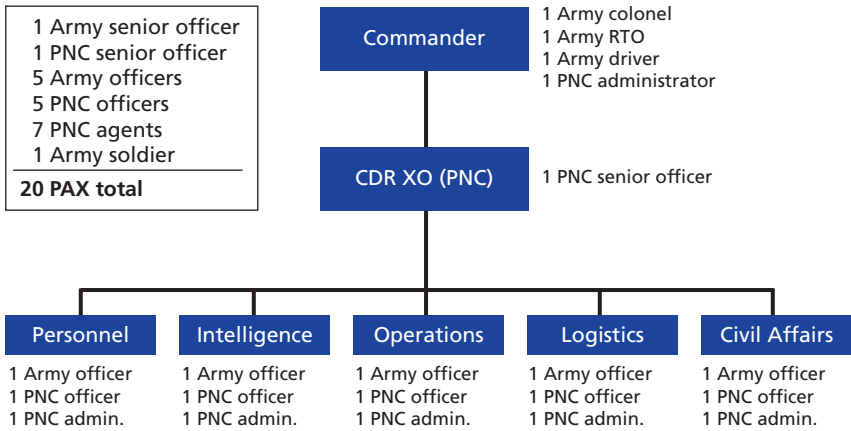 1 Army senior officer
1 PNC senior officer
5 Army officers
5 PNC officers
7 PNC agents
1 Army soldier
20 PAX total
Commander
1 Army colonel
1 Army RTO
1 Army driver
1 PNC administrator
CDR XO (PNC)
1 PNC senior officer
Personnel
1 Army officer
1 PNC officer
1 PNC admin.
Intelligence
1 Army officer
1 PNC officer
1 PNC admin.
Operations
1 Army officer
1 PNC officer
1 PNC admin.
Logistics
1 Army officer
1 PNC officer
1 PNC admin.
Civil Affairs
1 Army officer
1 PNC officer
1 PNC admin.